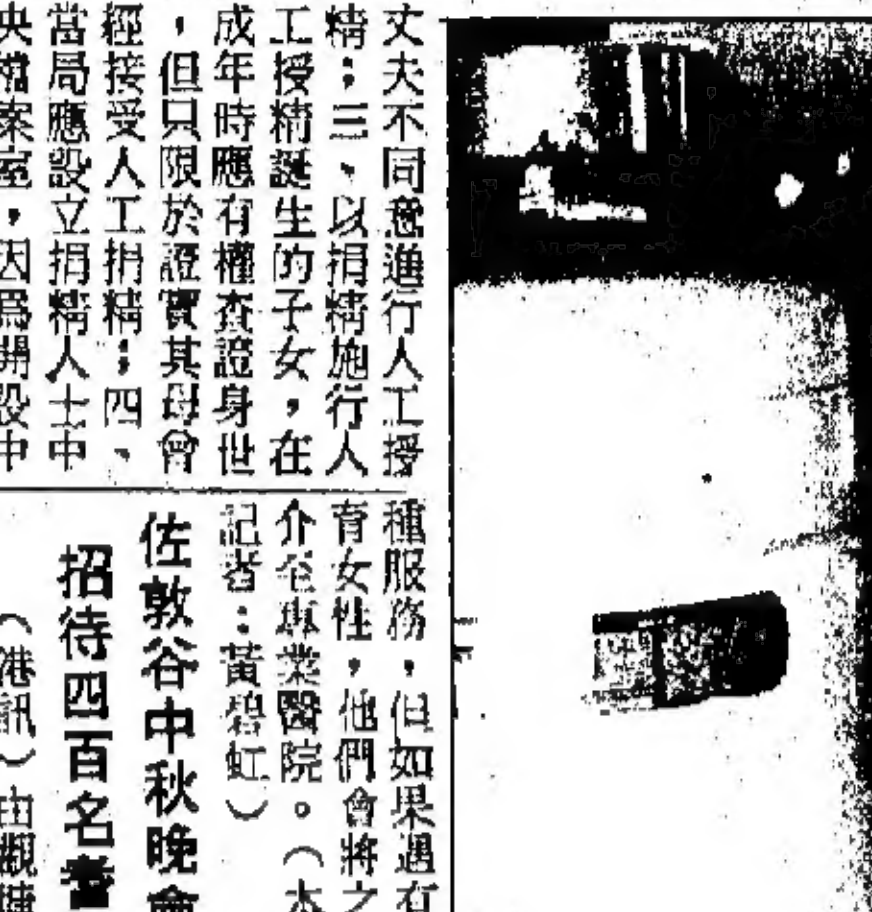 丈夫不同意進行人工授
精；三、以捐精施行人
工授精誕生的子女，在
成年時應有權查證身世
，但只限於證實其母曾
經接受人工捐精；四、
當局應設立捐精人士中
央檔案室，因爲開設中
種服務，但如果遇有
育女性，他們會將之
介至專業醫院。（本
記者：黃碧虹）
佐敦谷中秋晚會
招待四百名耆
（港訊）由觀塘